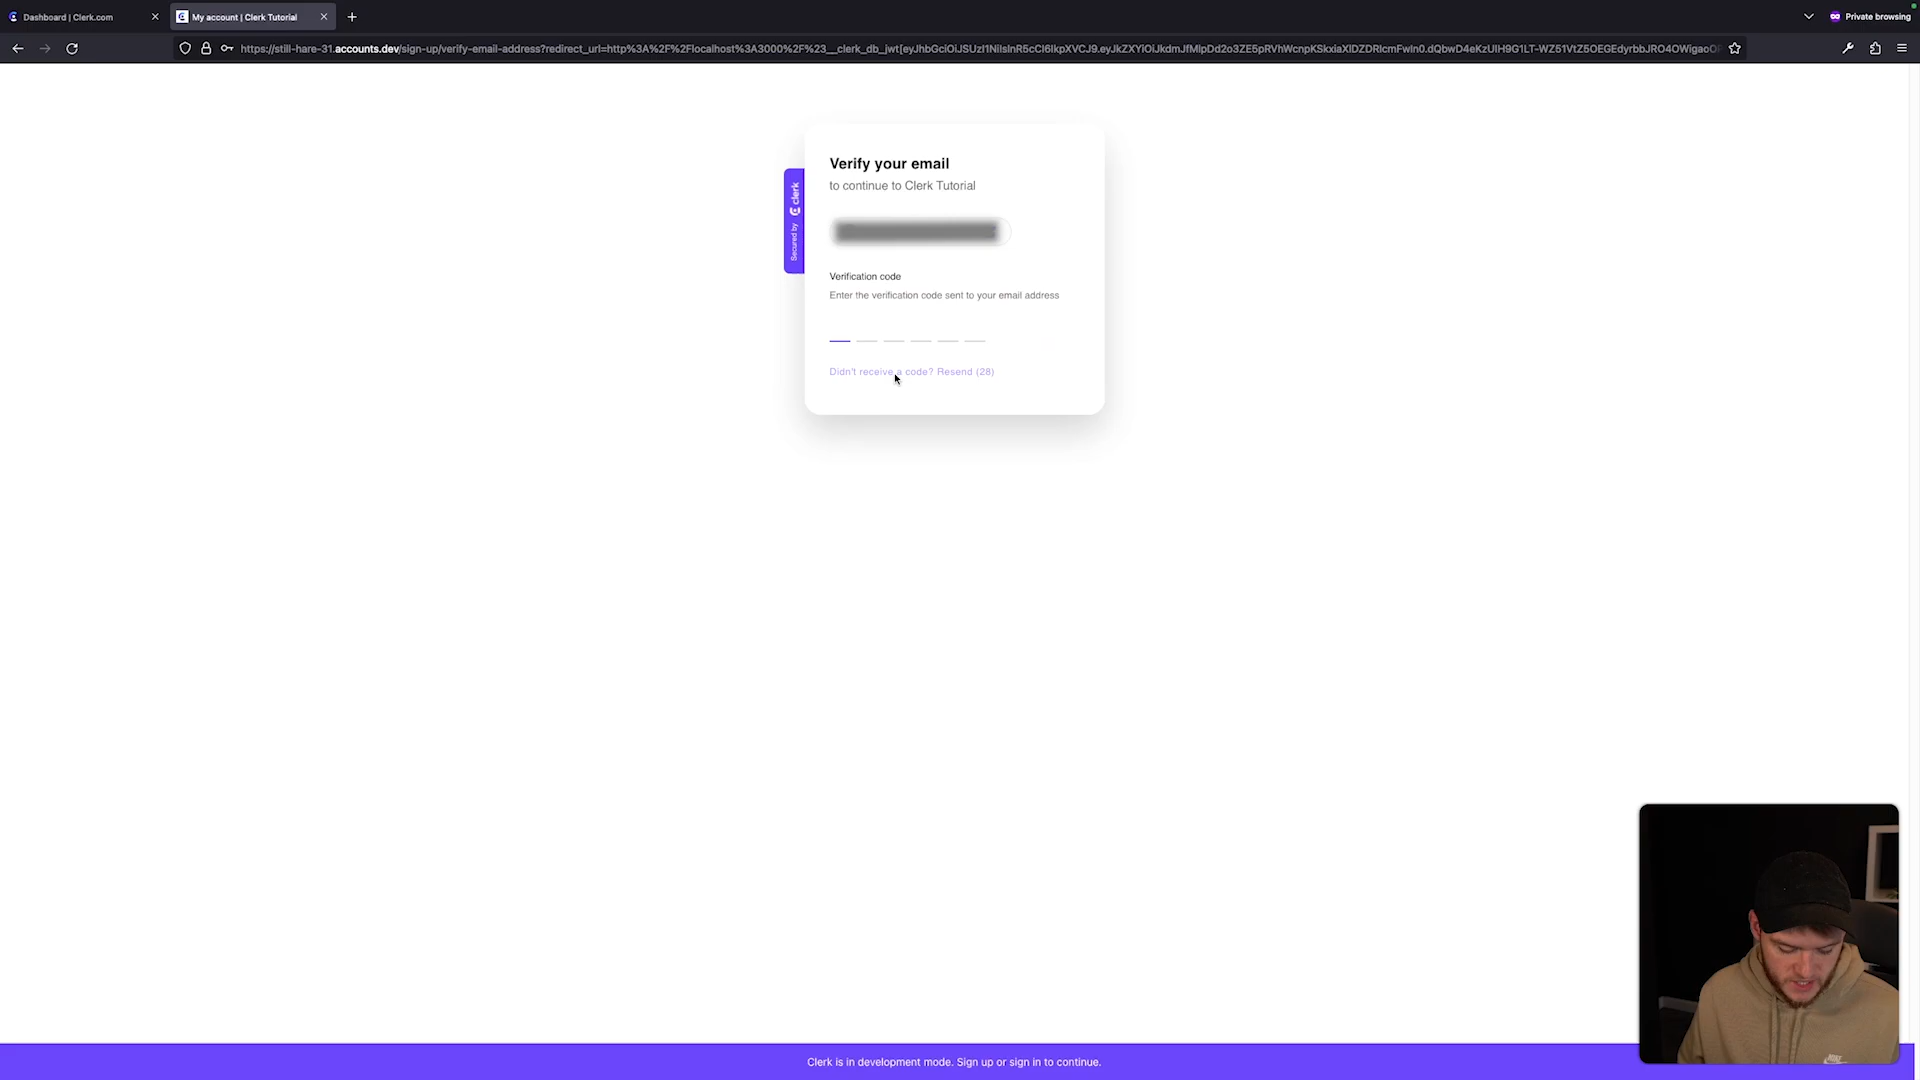 Dashboard | Clerk.com
My account | Clerk Tutorial
Private browsing
Verify your email
to continue to Clerk Tutorial
Secured by clerk
Verification code
Enter the verification code sent to your email address
Didn't receive a code? Resend (28)
Clerk is in development mode. Sign up or sign in to continue.